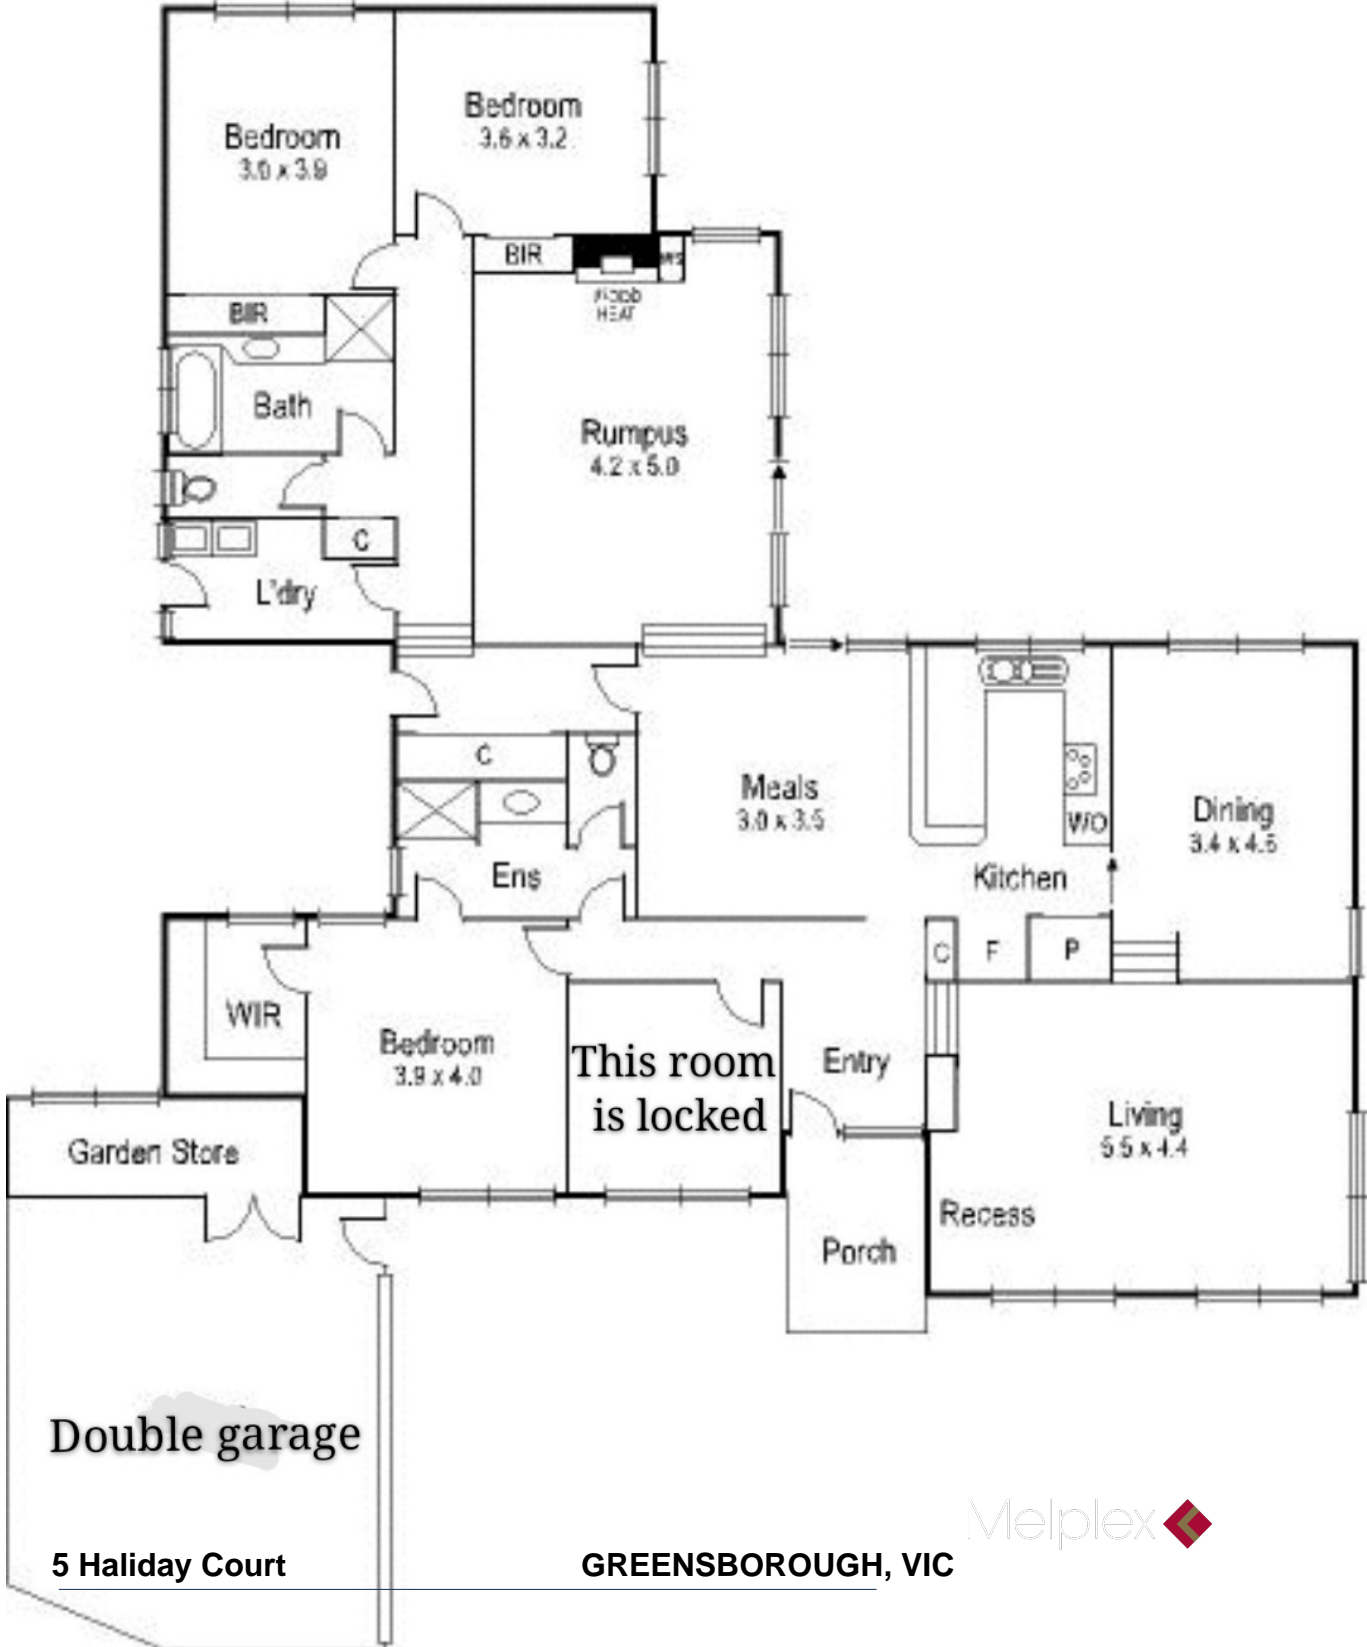 Bedroom
3.6 x 3.2
Bedroom
3.0 x 3.9
BIR
HEAT
BIR
Bath
Rumpus
4.2 x 5.0
C
L'dry
C
Meals
3.0 x 3.5
WO
Dining
3.4 x 4.5
Ens
Kitchen
C
F
P
WIR
Bedroom
3.9 x 4.0
This room
is locked
Entry
Living
5.5 x 4.4
Garden Store
Recess
Porch
Double garage
Melplex
5 Haliday Court
GREENSBOROUGH, VIC